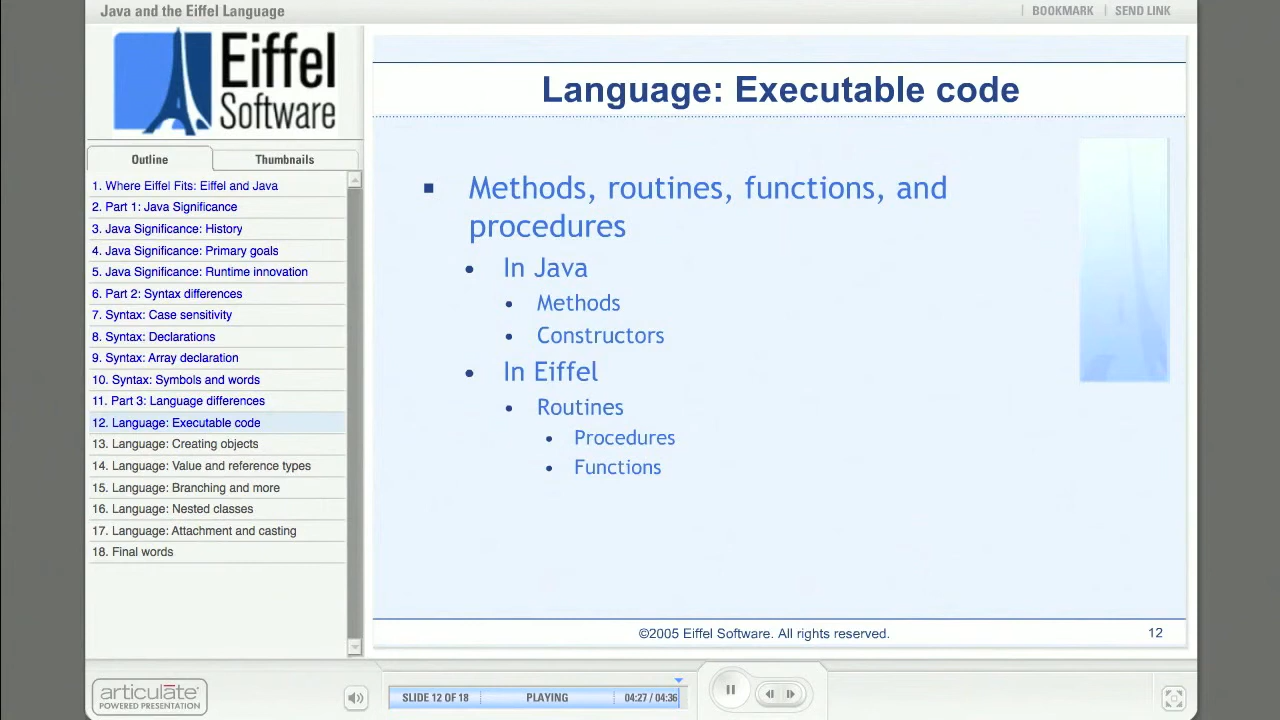 Java and the Eiffel Language
BOOKMARK
SEND LINK
Eiffel
Software
Outline
Thumbnails
1. Where Eiffel Fits: Eiffel and Java
2. Part 1: Java Significance
3. Java Significance: History
4. Java Significance: Primary goals
5. Java Significance: Runtime innovation
6. Part 2: Syntax differences
7. Syntax: Case sensitivity
8. Syntax: Declarations
9. Syntax: Array declaration
10. Syntax: Symbols and words
11. Part 3: Language differences
12. Language: Executable code
13. Language: Creating objects
14. Language: Value and reference types
15. Language: Branching and more
16. Language: Nested classes
17. Language: Attachment and casting
18. Final words
Language: Executable code
Methods, routines, functions, and
procedures
In Java
Methods
Constructors
In Eiffel
Routines
Procedures
Functions
©2005 Eiffel Software. All rights reserved.
12
articulate
POWERED PRESENTATION
SLIDE 12 OF 18
PLAYING
04:27 / 04:36